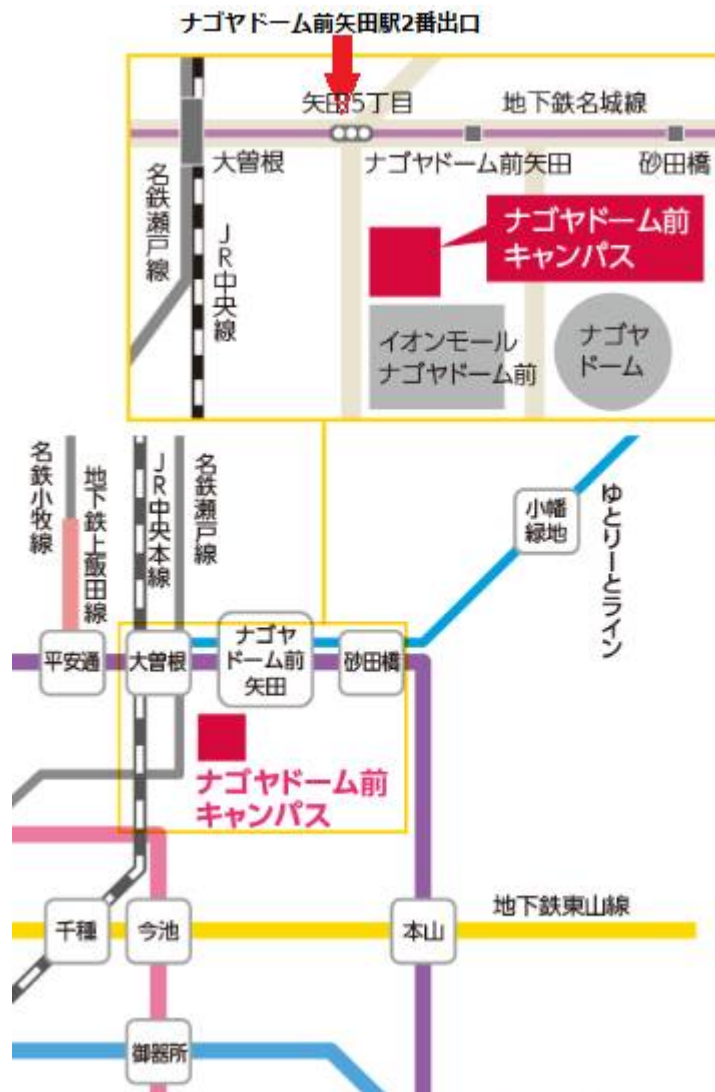 ナゴヤドーム前矢田駅2番出口
矢田5丁目
地下鉄名城線
大曽根
ナゴヤドーム前矢田
砂田橋
名鉄瀬戸線
JR中央線
ナゴヤドーム前
キャンパス
イオンモール
ナゴヤドーム前
ナゴヤ
ドーム
名鉄小牧線
地下鉄上飯田線
JR中央本線
名鉄瀬戸線
小幡
緑地
ゆとりーとライン
平安通
大曽根
ナゴヤ
ドーム前
矢田
砂田橋
ナゴヤドーム前
キャンパス
地下鉄東山線
千種
今池
本山
御器所